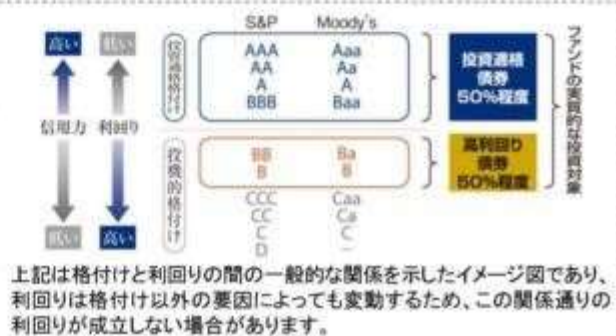 S&P Moody's
高い 低い
信用力 利回り
低い 高い
投資適格格付け
AAA Aaa
AA Aa
A A
BBB Baa
投機的格付け
BB Ba
B B
CCC Caa
CC Ca
C C
D –
投資適格
債券
50%程度
高利回り
債券
50%程度
ファンドの実質的な投資対象
上記は格付けと利回りの間の一般的な関係を示したイメージ図であり、
利回りは格付け以外の要因によっても変動するため、この関係通りの
利回りが成立しない場合があります。